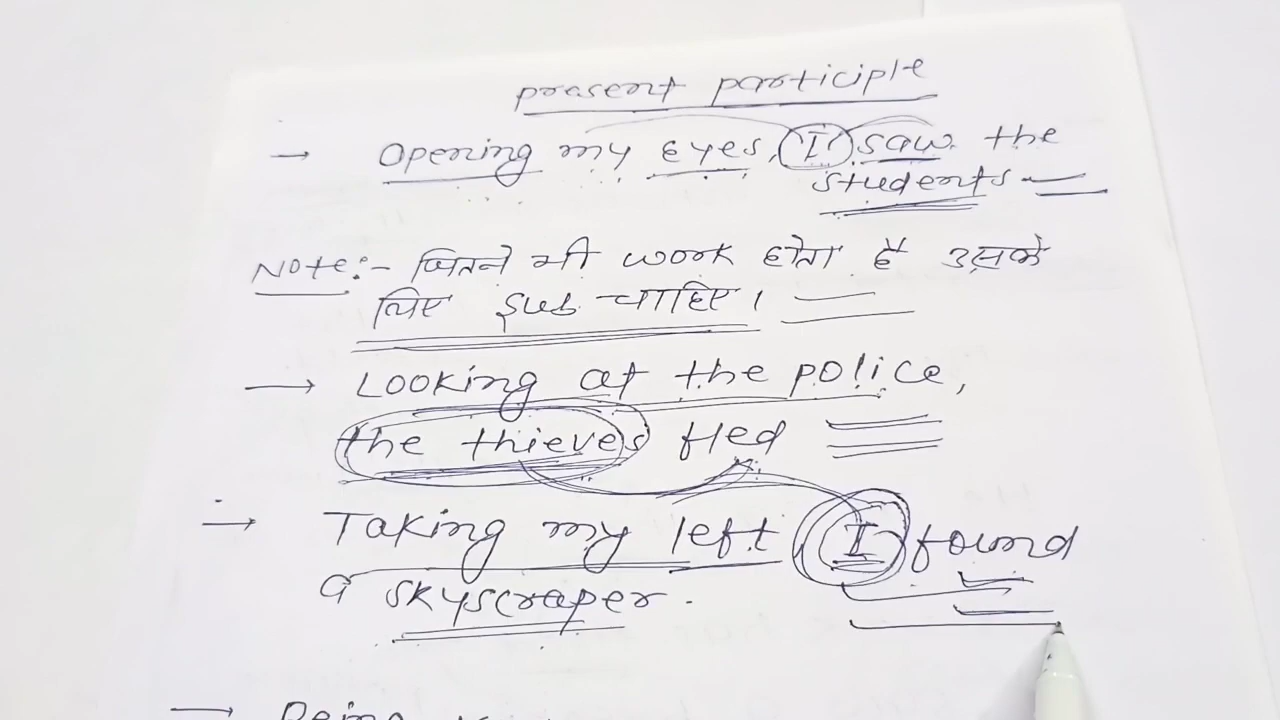 present participle
→ Opening my Eyes, I saw the
students.
Note:- जितने भी work होता है उसके
लिए sub चाहिए।
→ Looking at the police,
the thieves fled
→ Taking my left I found
a skyscraper.
→ Being